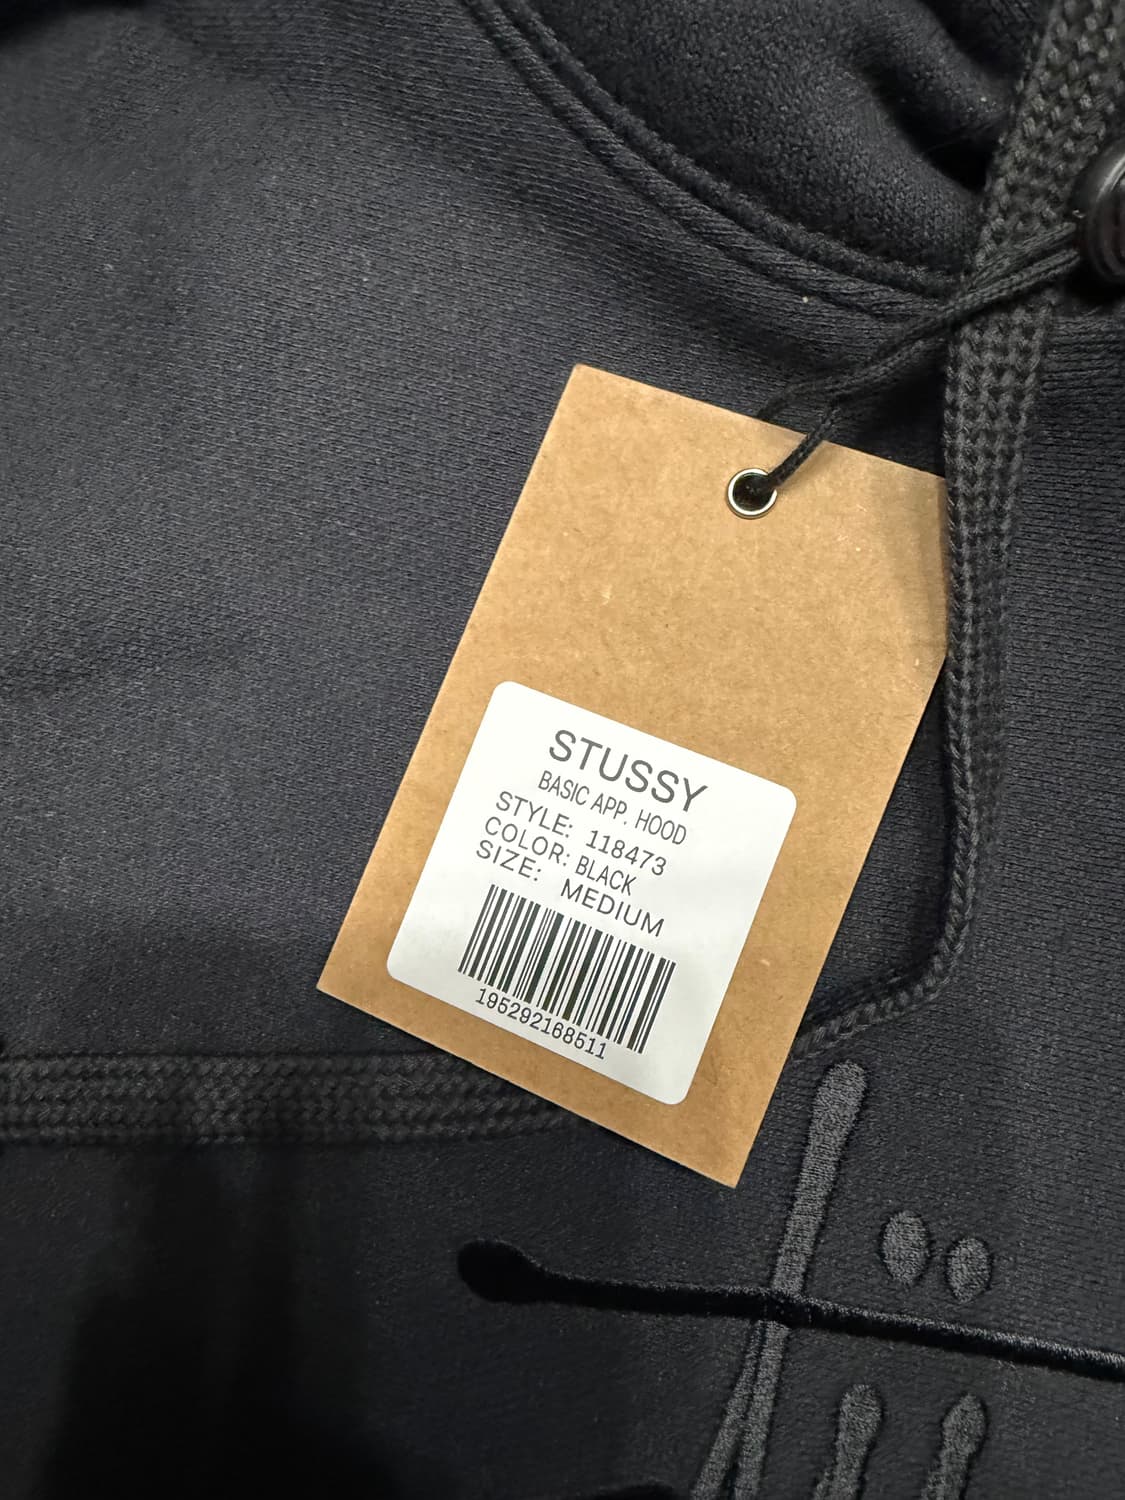 STUSSY
BASIC APP. HOOD
STYLE: 118473
COLOR: BLACK
SIZE: MEDIUM
195292168511